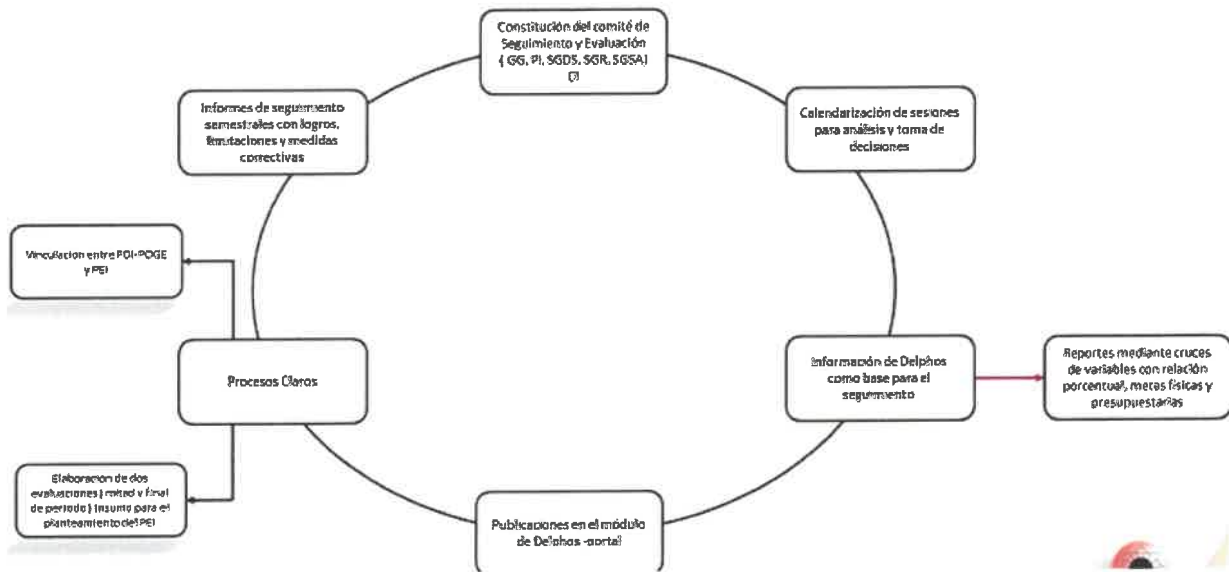 Constitución del comité de
Seguimiento y Evaluación
( GG, PI, SGDS, SGR, SGSA)
Informes de seguimiento
semestrales con logros,
limitaciones y medidas
correctivas
Calendarización de sesiones
para análisis y toma de
decisiones
Vinculación entre POI-POGE
y PEI
Procesos Claros
Información de Delphos
como base para el
seguimiento
Reportes mediante cruces
de variables con relación
porcentual, metas físicas y
presupuestarias
Elaboración de dos
evaluaciones ( mitad y final
de periodo) Insumo para el
planteamiento del PEI
Publicaciones en el módulo
de Delphos -portal